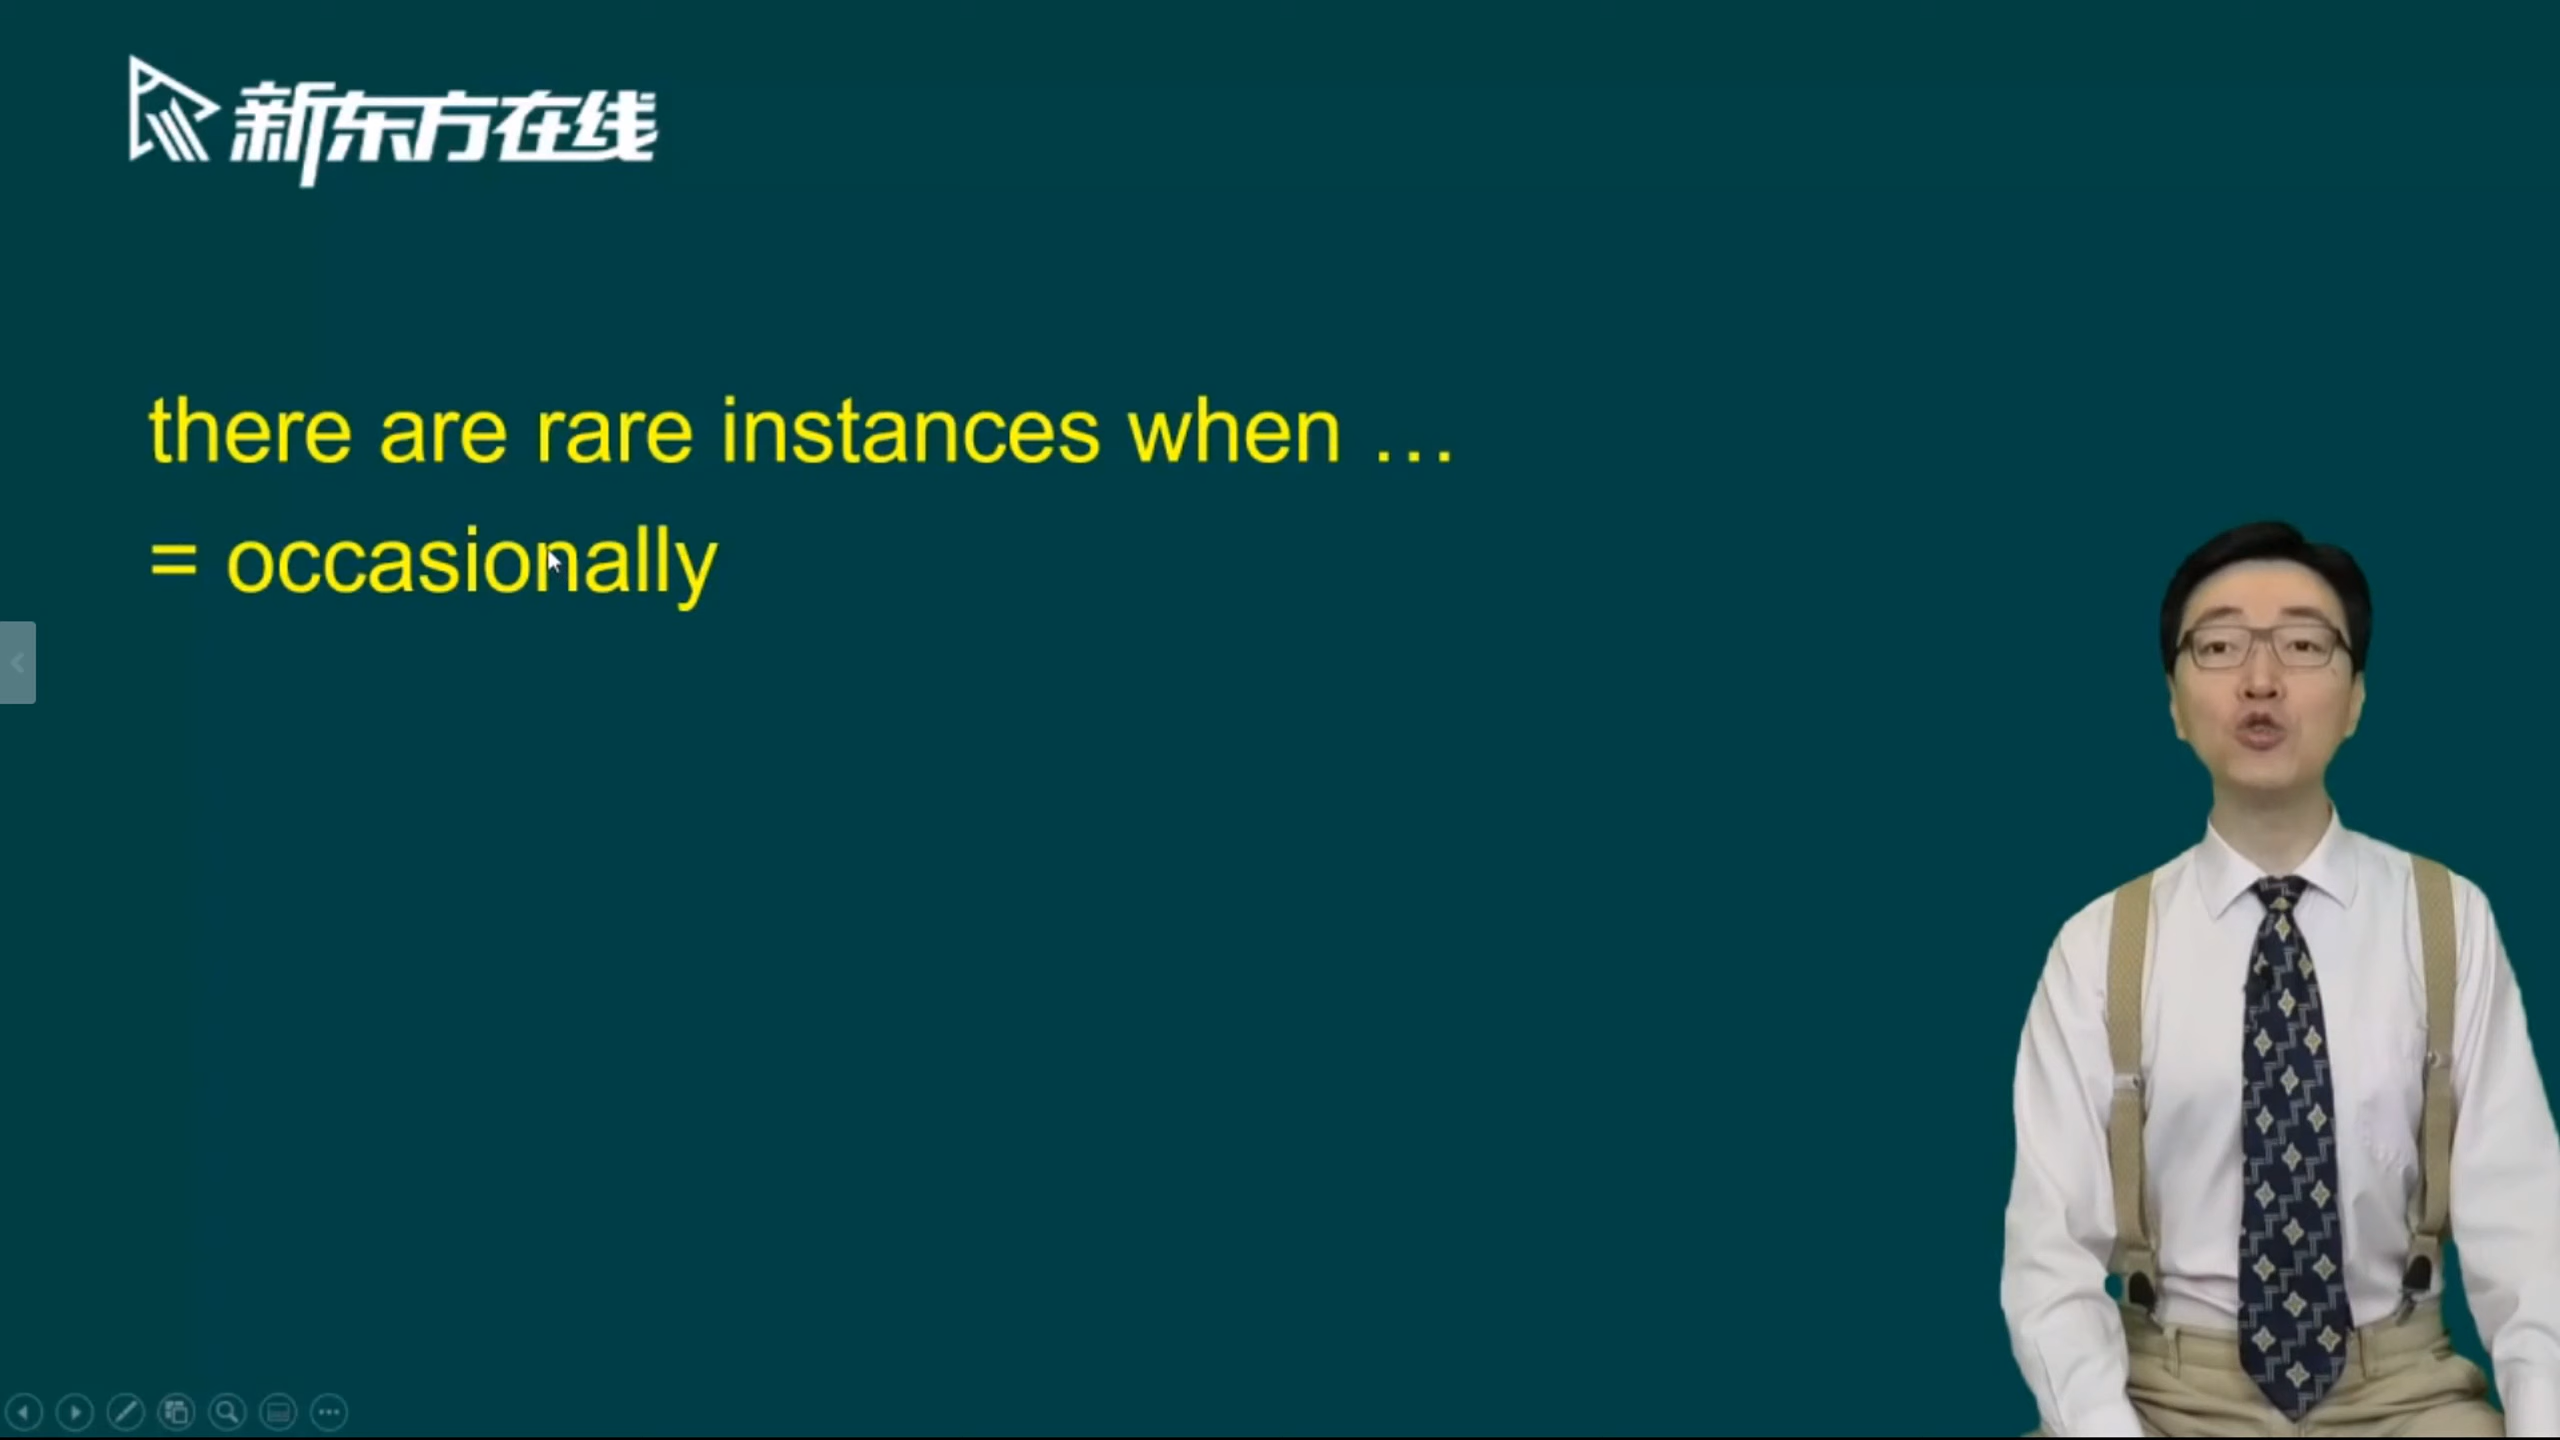 新东方在线
there are rare instances when …
= occasionally